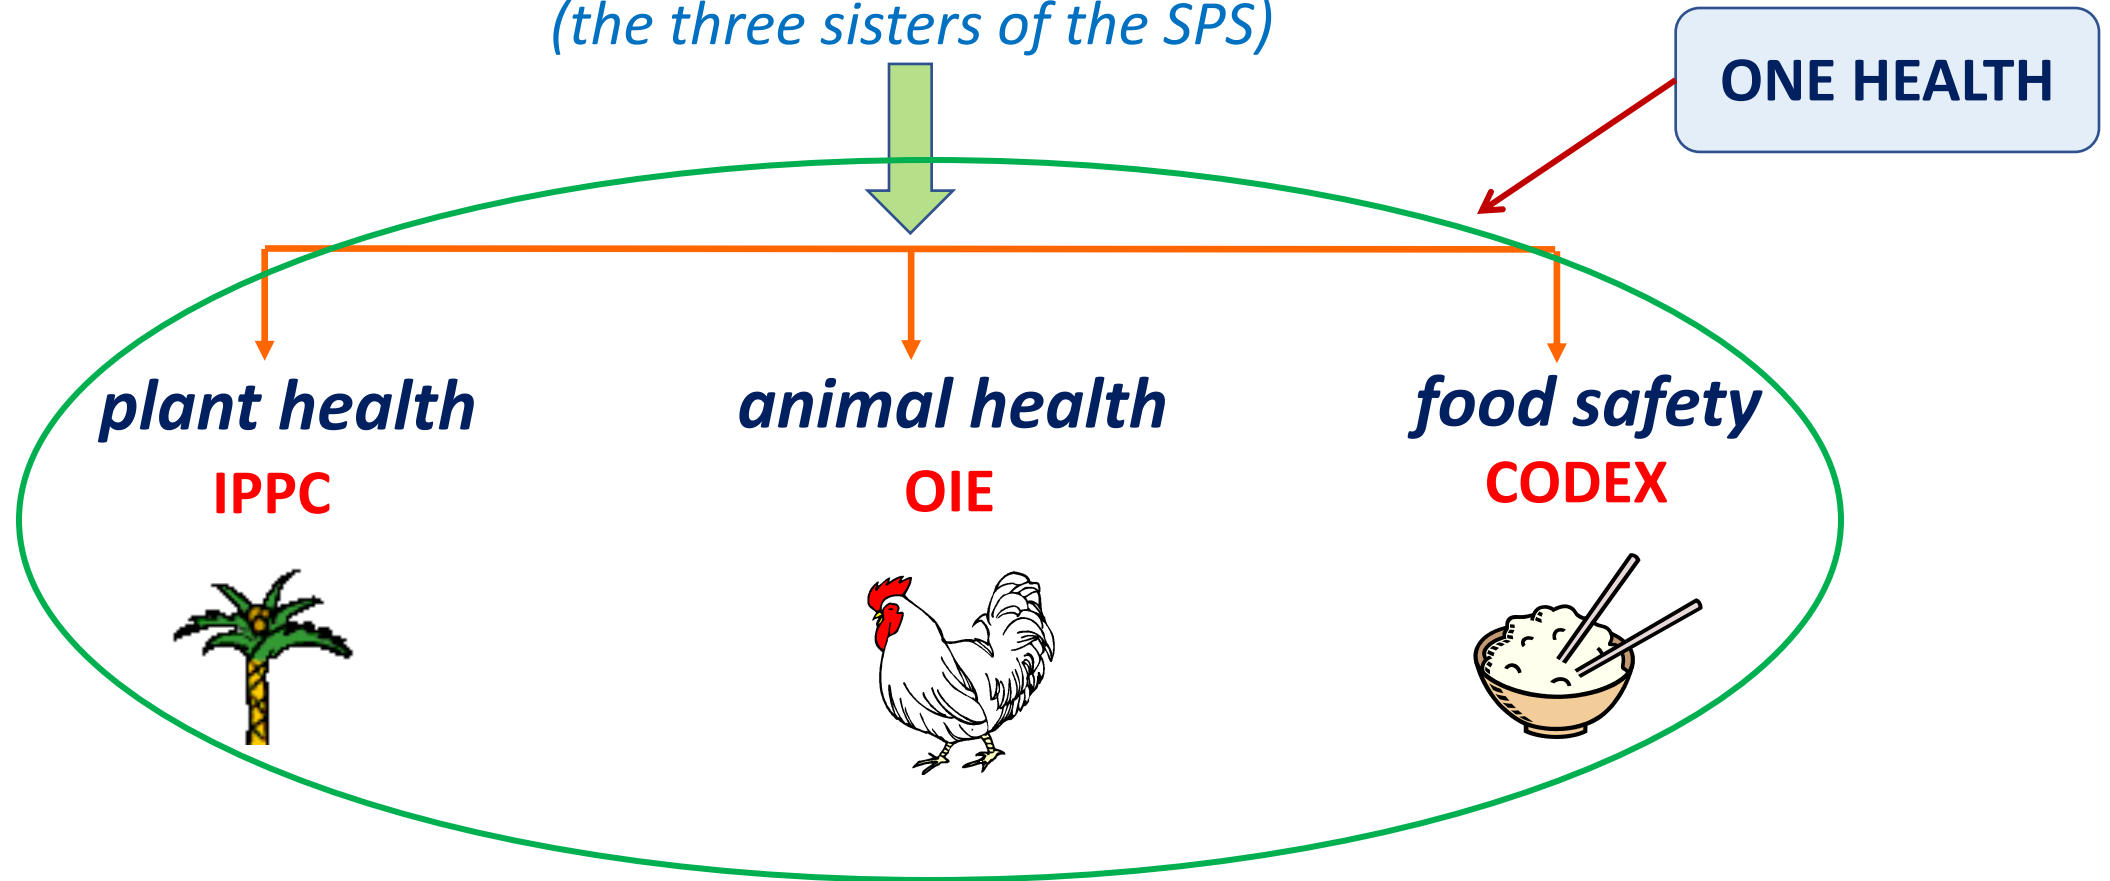 (the three sisters of the SPS)
ONE HEALTH
plant health
animal health
food safety
IPPC
OIE
CODEX